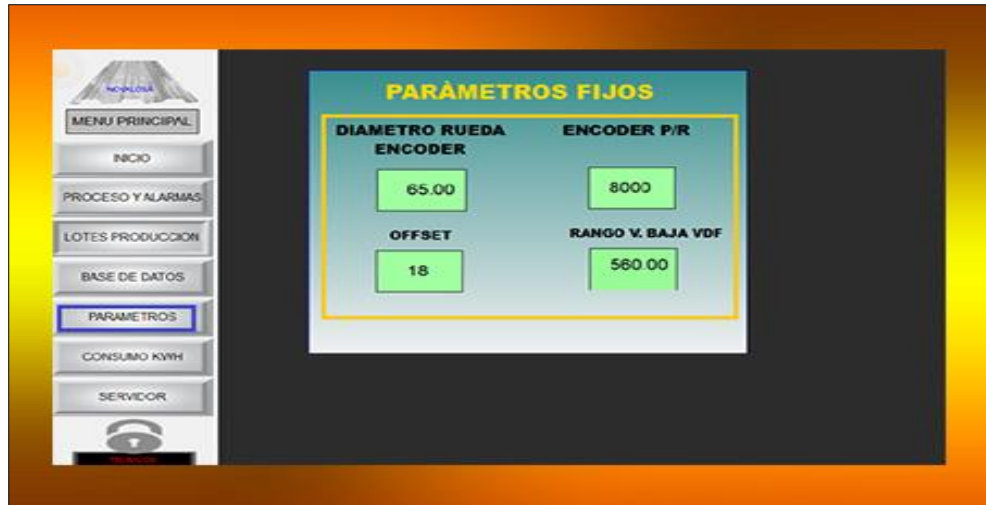 NOVALOSA
MENU PRINCIPAL
INICIO
PROCESO Y ALARMAS
LOTES PRODUCCION
BASE DE DATOS
PARAMETROS
CONSUMO KWH
SERVIDOR
PARÀMETROS FIJOS
DIAMETRO RUEDA
ENCODER
65.00
ENCODER P/R
8000
OFFSET
18
RANGO V. BAJA VDF
560.00